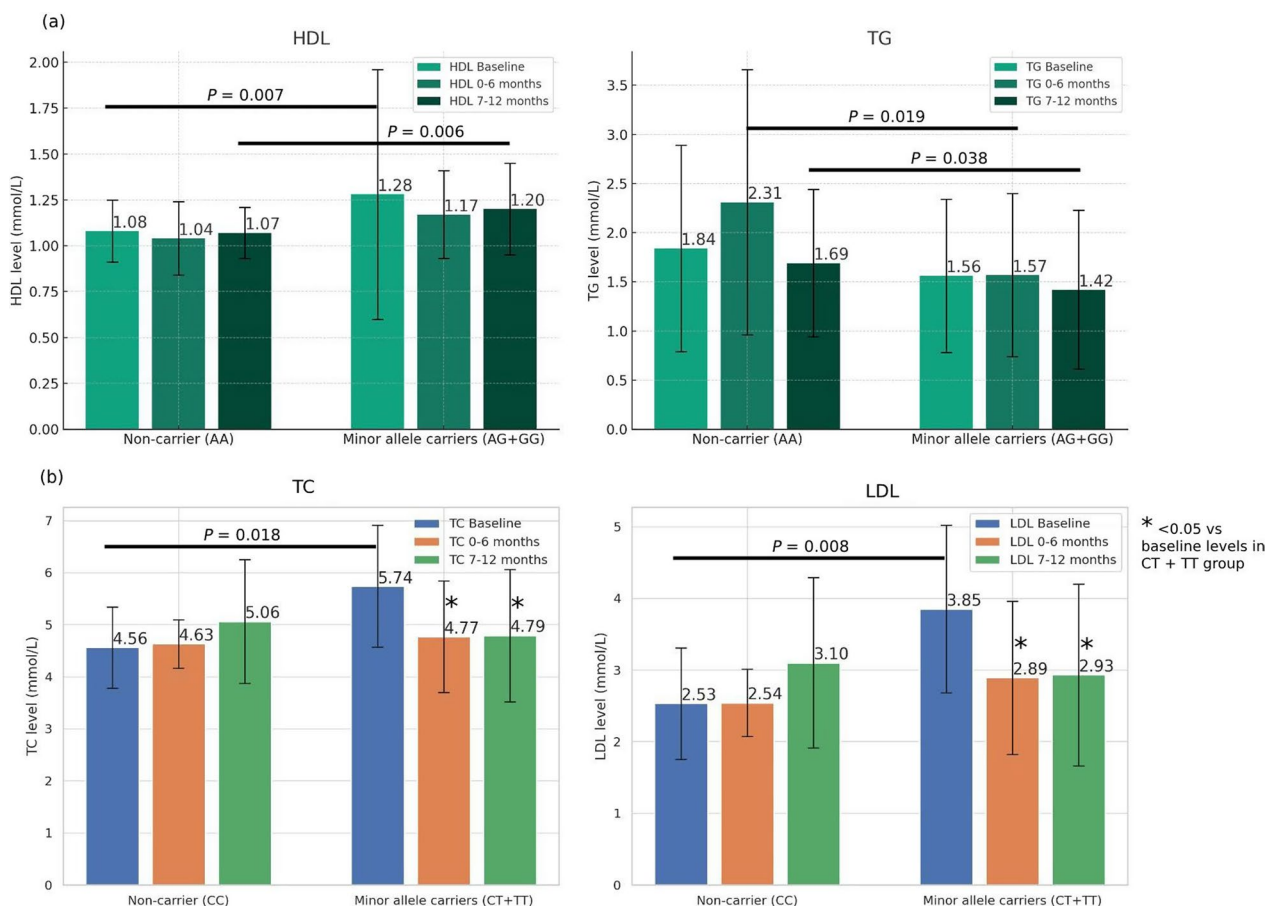 (a)
HDL
2.00
1.75
1.50
1.25
1.00
0.75
0.50
0.25
0.00
HDL level (mmol/L)
HDL Baseline
HDL 0-6 months
HDL 7-12 months
P = 0.007
P = 0.006
1.08
1.04
1.07
1.28
1.17
1.20
Non-carrier (AA)
Minor allele carriers (AG+GG)
TG
3.5
3.0
2.5
2.0
1.5
1.0
0.5
0.0
TG level (mmol/L)
TG Baseline
TG 0-6 months
TG 7-12 months
P = 0.019
P = 0.038
1.84
2.31
1.69
1.56
1.57
1.42
Non-carrier (AA)
Minor allele carriers (AG+GG)
(b)
TC
7
6
5
4
3
2
1
0
TC level (mmol/L)
TC Baseline
TC 0-6 months
TC 7-12 months
P = 0.018
4.56
4.63
5.06
5.74
*
4.77
*
4.79
Non-carrier (CC)
Minor allele carriers (CT+TT)
LDL
5
4
3
2
1
0
LDL level (mmol/L)
LDL Baseline
LDL 0-6 months
LDL 7-12 months
P = 0.008
2.53
2.54
3.10
3.85
*
2.89
*
2.93
Non-carrier (CC)
Minor allele carriers (CT+TT)
* <0.05 vs
baseline levels in
CT + TT group